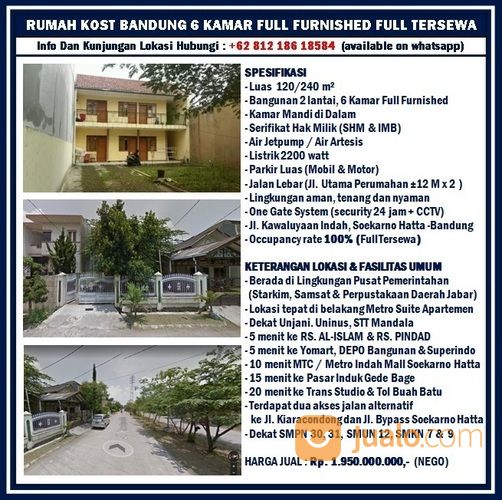 RUMAH KOST BANDUNG 6 KAMAR FULL FURNISHED FULL TERSEWA
Info Dan Kunjungan Lokasi Hubungi : +62 812 186 18584 (available on whatsapp)
SPESIFIKASI
- Luas 120/240 m²
- Bangunan 2 lantai, 6 Kamar Full Furnished
- Kamar Mandi di Dalam
- Serifikat Hak Milik (SHM & IMB)
- Air Jetpump / Air Artesis
- Listrik 2200 watt
- Parkir Luas (Mobil & Motor)
- Jalan Lebar (Jl. Utama Perumahan ±12 M x 2 )
- Lingkungan aman, tenang dan nyaman
- One Gate System (security 24 jam + CCTV)
- Jl. Kawaluyaan Indah, Soekarno Hatta -Bandung
- Occupancy rate 100% (FullTersewa)
KETERANGAN LOKASI & FASILITAS UMUM
- Berada di Lingkungan Pusat Pemerintahan
(Starkim, Samsat & Perpustakaan Daerah Jabar)
- Lokasi tepat di belakang Metro Suite Apartemen
- Dekat Unjani. Uninus, STT Mandala
- 5 menit ke RS. AL-ISLAM & RS. PINDAD
- 5 menit ke Yomart, DEPO Bangunan & Superindo
- 10 menit MTC / Metro Indah Mall Soekarno Hatta
- 15 menit ke Pasar Induk Gede Bage
- 20 menit ke Trans Studio & Tol Buah Batu
- Terdapat dua akses jalan alternatif
ke Jl. Kiaracondong dan Jl. Bypass Soekarno Hatta
- Dekat SMPN 30, 31, SMUN 12, SMKN 7 & 9
jualo.com
HARGA JUAL : Rp. 1.950.000.000,- (NEGO)